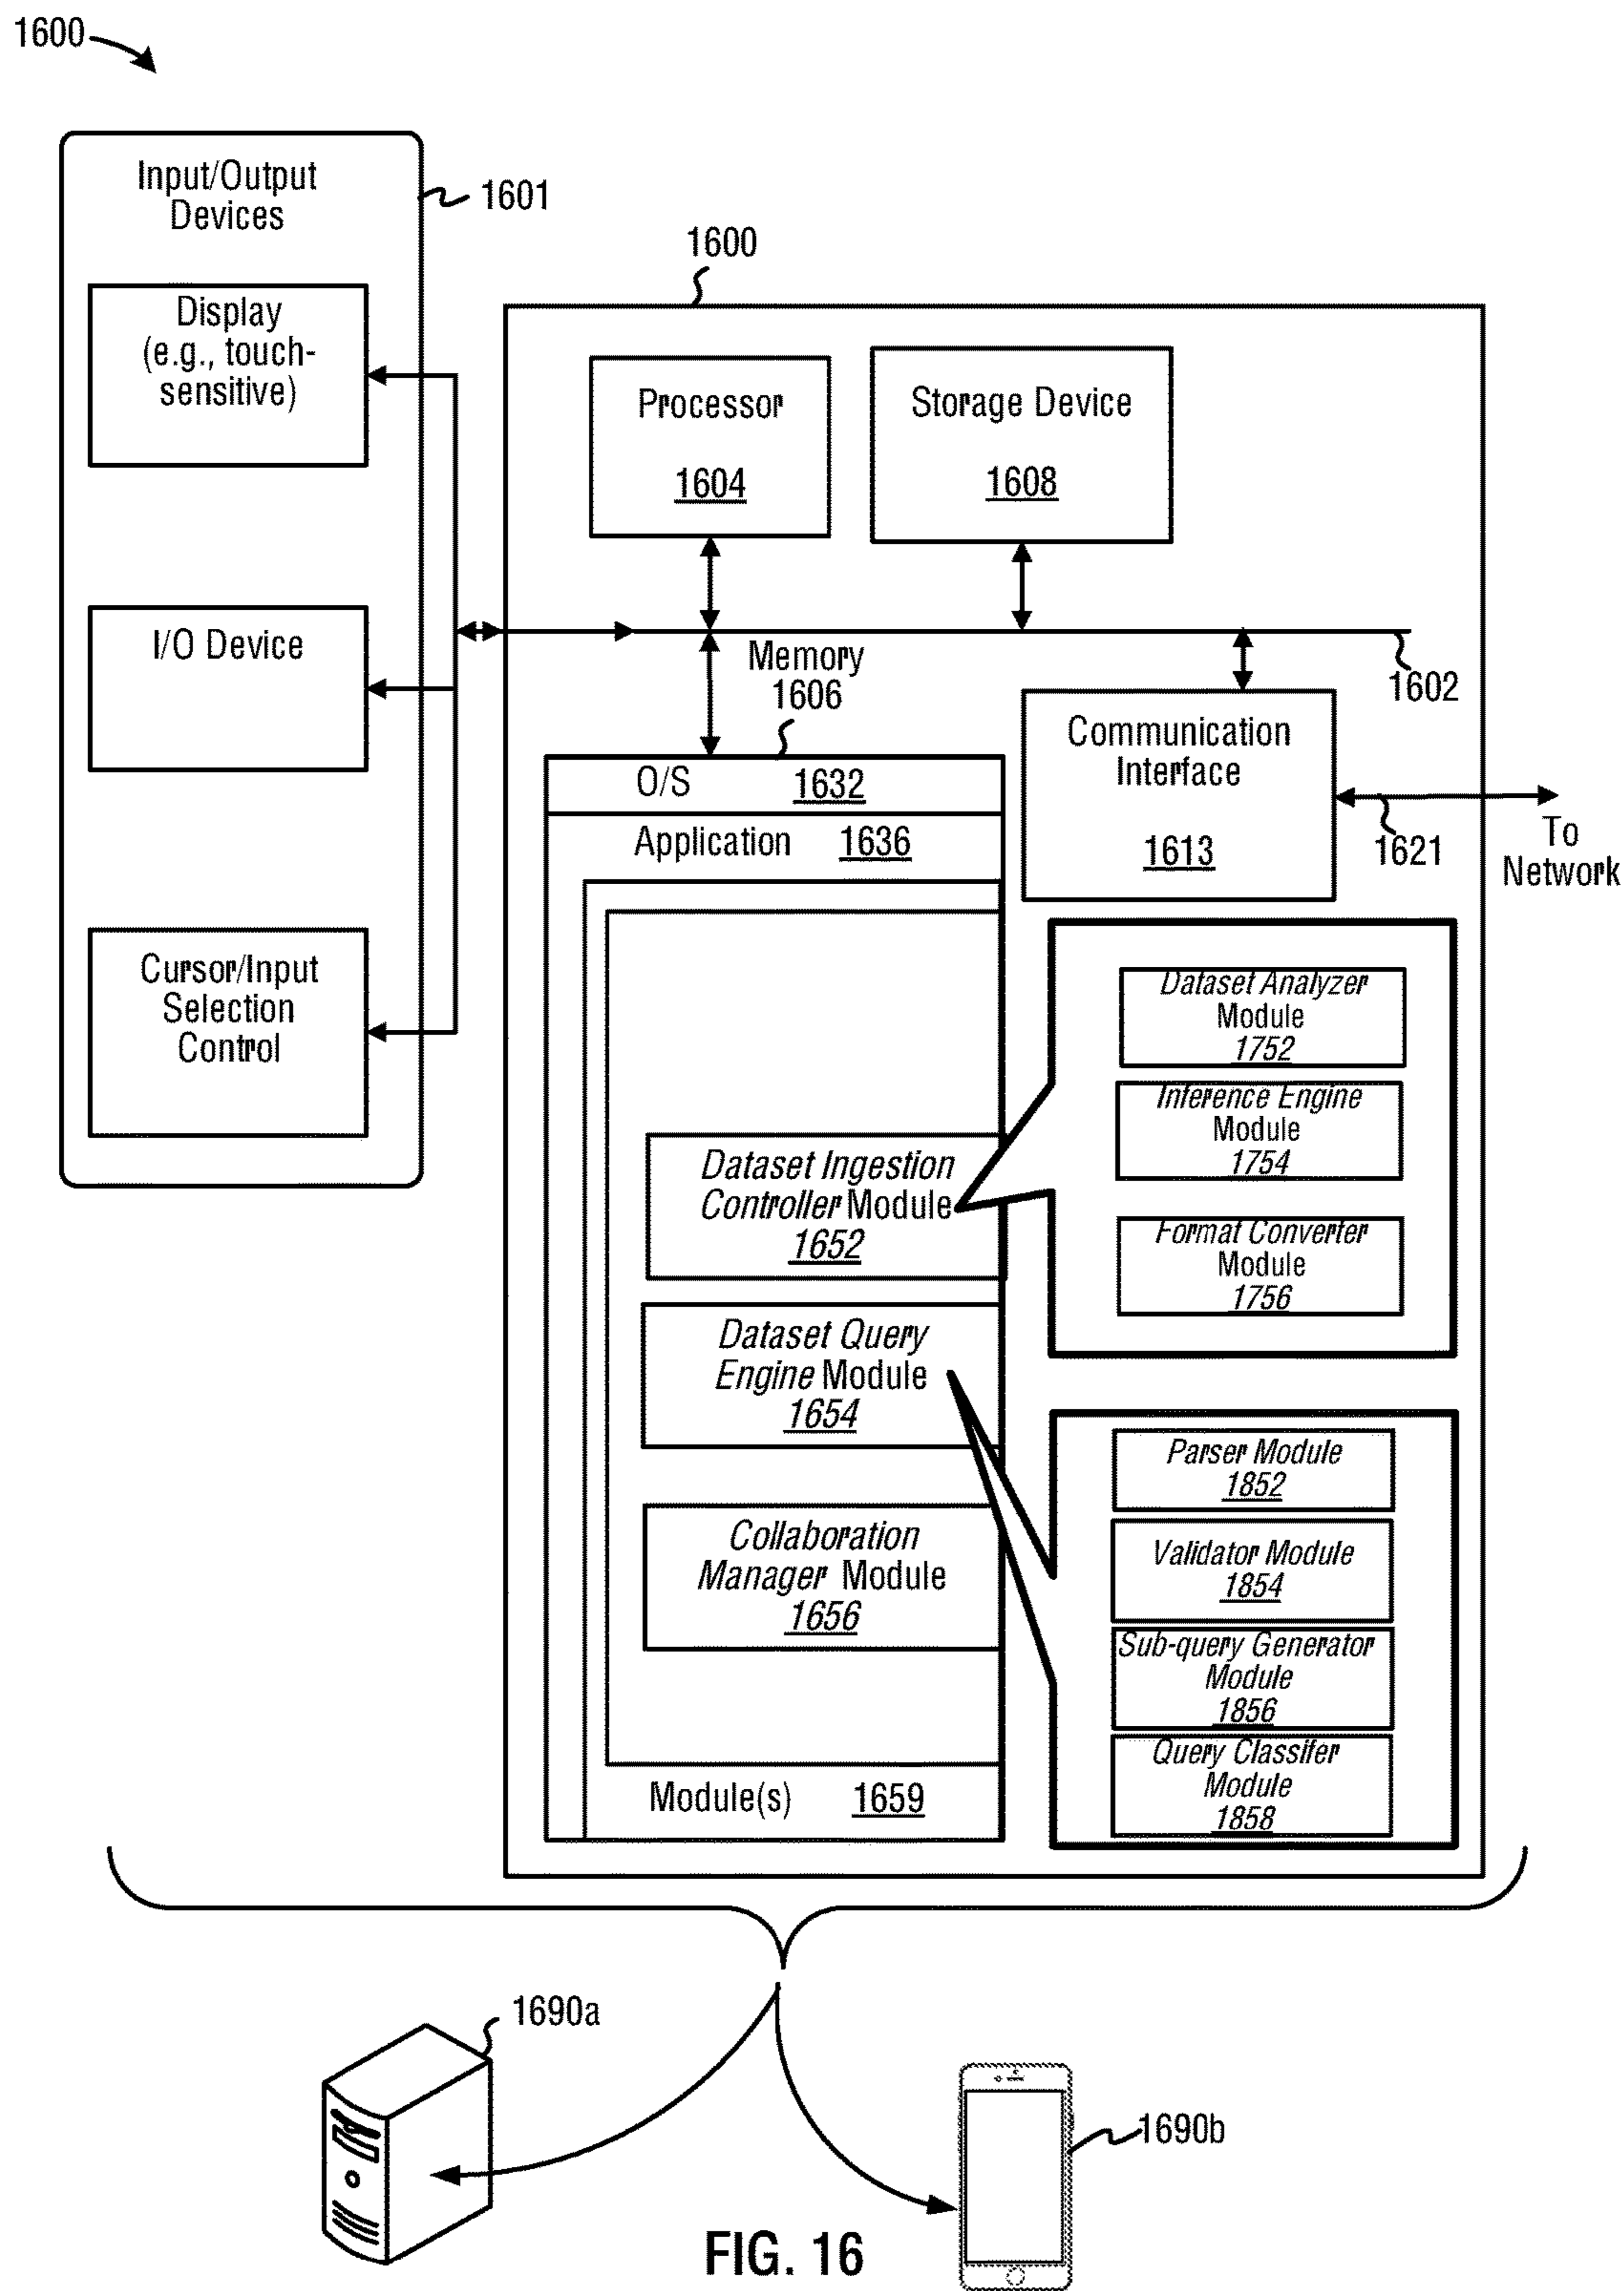 1600
Input/Output
Devices
1601
Display
(e.g., touch-
sensitive)
I/O Device
Cursor/Input
Selection
Control
1600
Processor
1604
Storage Device
1608
1602
Memory
1606
Communication
Interface
1613
1621
To
Network
O/S 1632
Application 1636
Dataset Ingestion
Controller Module
1652
Dataset Query
Engine Module
1654
Collaboration
Manager Module
1656
Module(s) 1659
Dataset Analyzer
Module
1752
Inference Engine
Module
1754
Format Converter
Module
1756
Parser Module
1852
Validator Module
1854
Sub-query Generator
Module
1856
Query Classifer
Module
1858
1690a
1690b
FIG. 16